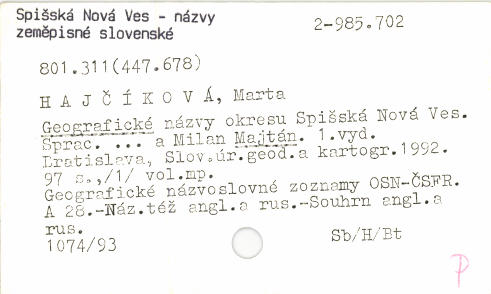 Spišská Nová Ves - názvy
zeměpisné slovenské
2-985.702
801.311(447.678)
H A J Č Í K O V Á, Marta
Geografické názvy okresu Spišská Nová Ves.
Sprac. ... a Milan Majtán. 1.vyd.
Bratislava, Slov.úr.geod.a kartogr.1992.
97 s.,/1/ vol.mp.
Geografické názvoslovné zoznamy OSN-ČSFR.
A 28.-Náz.též angl.a rus.-Souhrn angl.a
rus.
1074/93
Sb/H/Bt
P